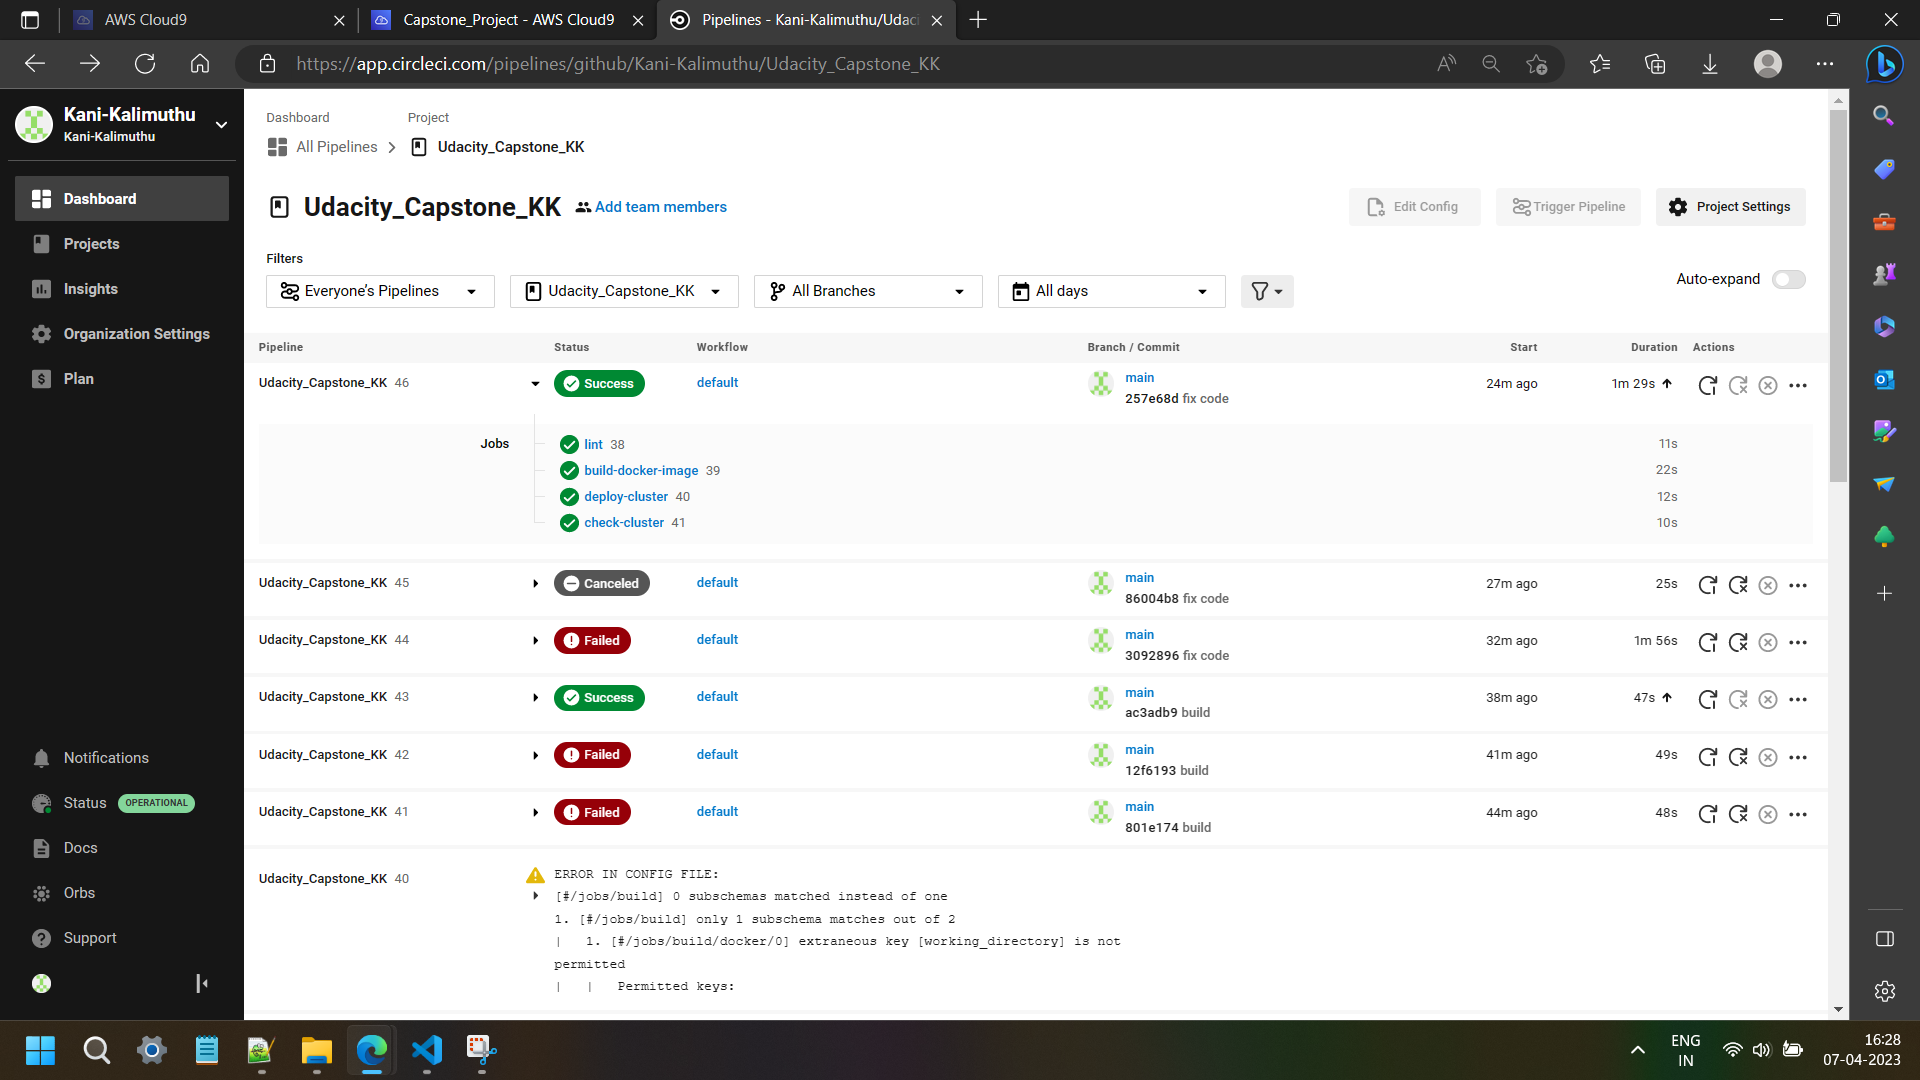 AWS Cloud9
Capstone_Project - AWS Cloud9
Pipelines - Kani-Kalimuthu/Udac
https://app.circleci.com/pipelines/github/Kani-Kalimuthu/Udacity_Capstone_KK
Kani-Kalimuthu
Kani-Kalimuthu
Dashboard
Projects
Insights
Organization Settings
Plan
Notifications
Status OPERATIONAL
Docs
Orbs
Support
Dashboard Project
All Pipelines Udacity_Capstone_KK
Udacity_Capstone_KK Add team members
Edit Config Trigger Pipeline Project Settings
Filters
Everyone's Pipelines Udacity_Capstone_KK All Branches All days
Auto-expand
Pipeline Status Workflow Branch / Commit Start Duration Actions
Udacity_Capstone_KK 46 Success default main 24m ago 1m 29s
257e68d fix code
Jobs
lint 38 11s
build-docker-image 39 22s
deploy-cluster 40 12s
check-cluster 41 10s
Udacity_Capstone_KK 45 Canceled default main 27m ago 25s
86004b8 fix code
Udacity_Capstone_KK 44 Failed default main 32m ago 1m 56s
3092896 fix code
Udacity_Capstone_KK 43 Success default main 38m ago 47s
ac3adb9 build
Udacity_Capstone_KK 42 Failed default main 41m ago 49s
12f6193 build
Udacity_Capstone_KK 41 Failed default main 44m ago 48s
801e174 build
Udacity_Capstone_KK 40
ERROR IN CONFIG FILE:
[#/jobs/build] 0 subschemas matched instead of one
1. [#/jobs/build] only 1 subschema matches out of 2
| 1. [#/jobs/build/docker/0] extraneous key [working_directory] is not
permitted
| | Permitted keys:
ENG
IN
16:28
07-04-2023